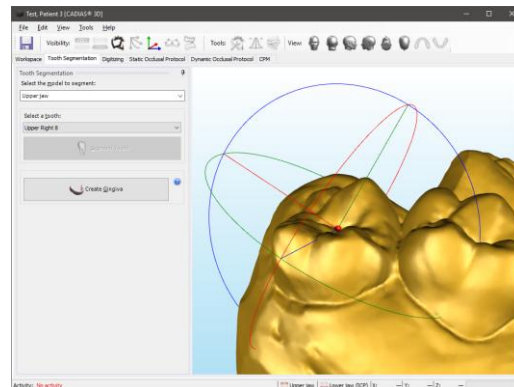 Test, Patient 3 [CADIAS® 3D]
File Edit View Tools Help
Visibility: Tools: View:
Workspace Tooth Segmentation Digitizing Static Occlusal Protocol Dynamic Occlusal Protocol CPM
Tooth Segmentation
Select the model to segment:
Upper jaw
Select a tooth:
Upper Right 8
Create Gingiva
Activity: No activity
Upper jaw Lower jaw (ICP) X: — Y: — Z: —